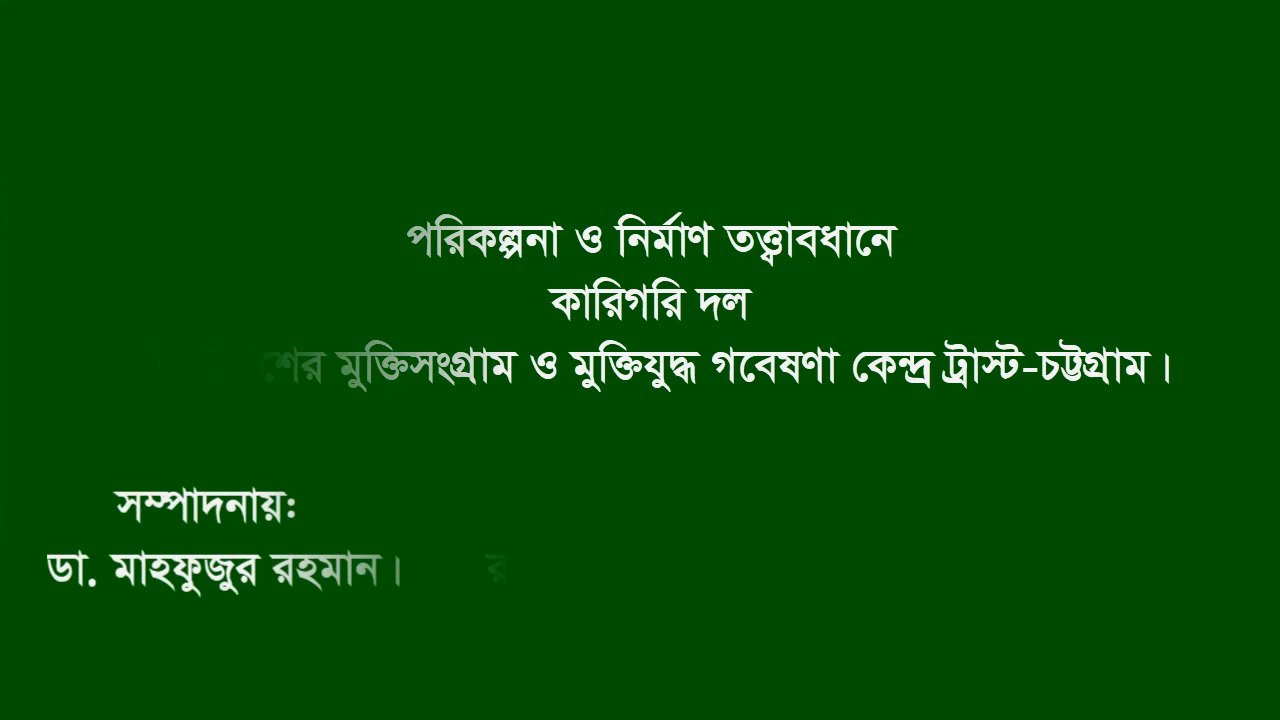 পরিকল্পনা ও নির্মাণ তত্ত্বাবধানে
কারিগরি দল
মুক্তিসংগ্রাম ও মুক্তিযুদ্ধ গবেষণা কেন্দ্র ট্রাস্ট-চট্টগ্রাম।
সম্পাদনায়ঃ
ডা. মাহফুজুর রহমান।